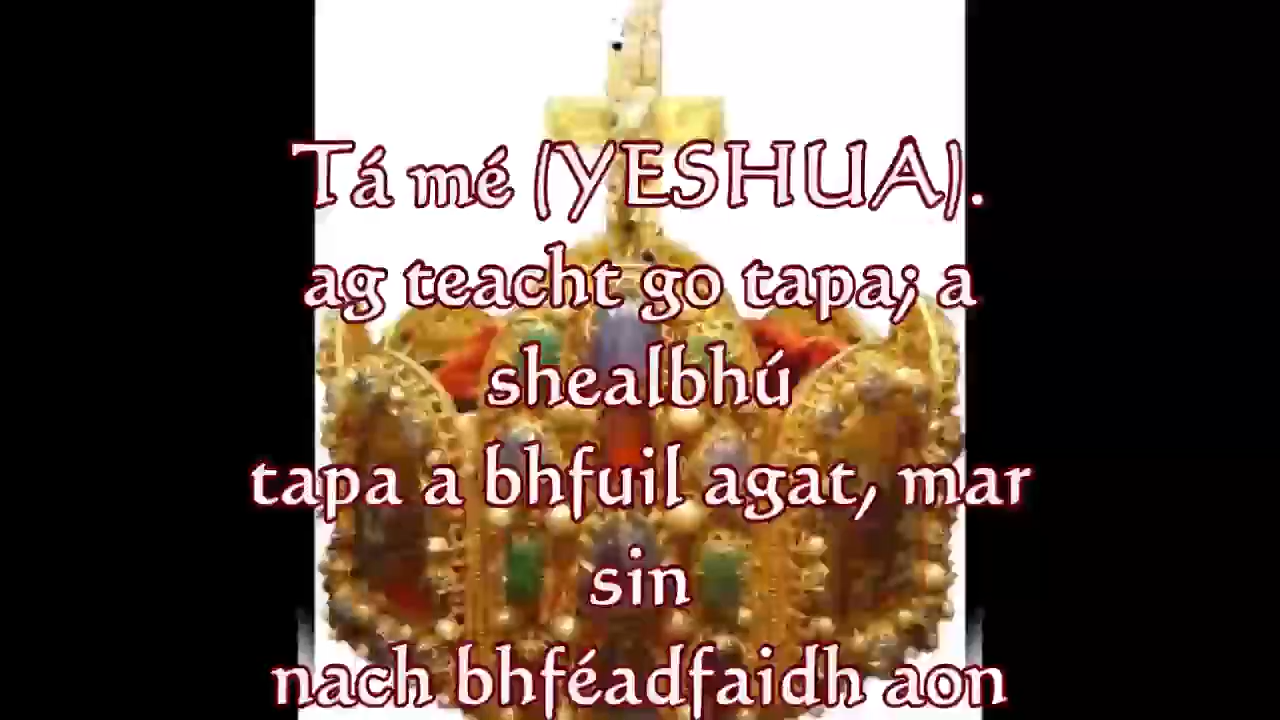 Tá mé (YESHUA).
ag teacht go tapa; a
shealbhú
tapa a bhfuil agat, mar
sin
nach bhféadfaidh aon